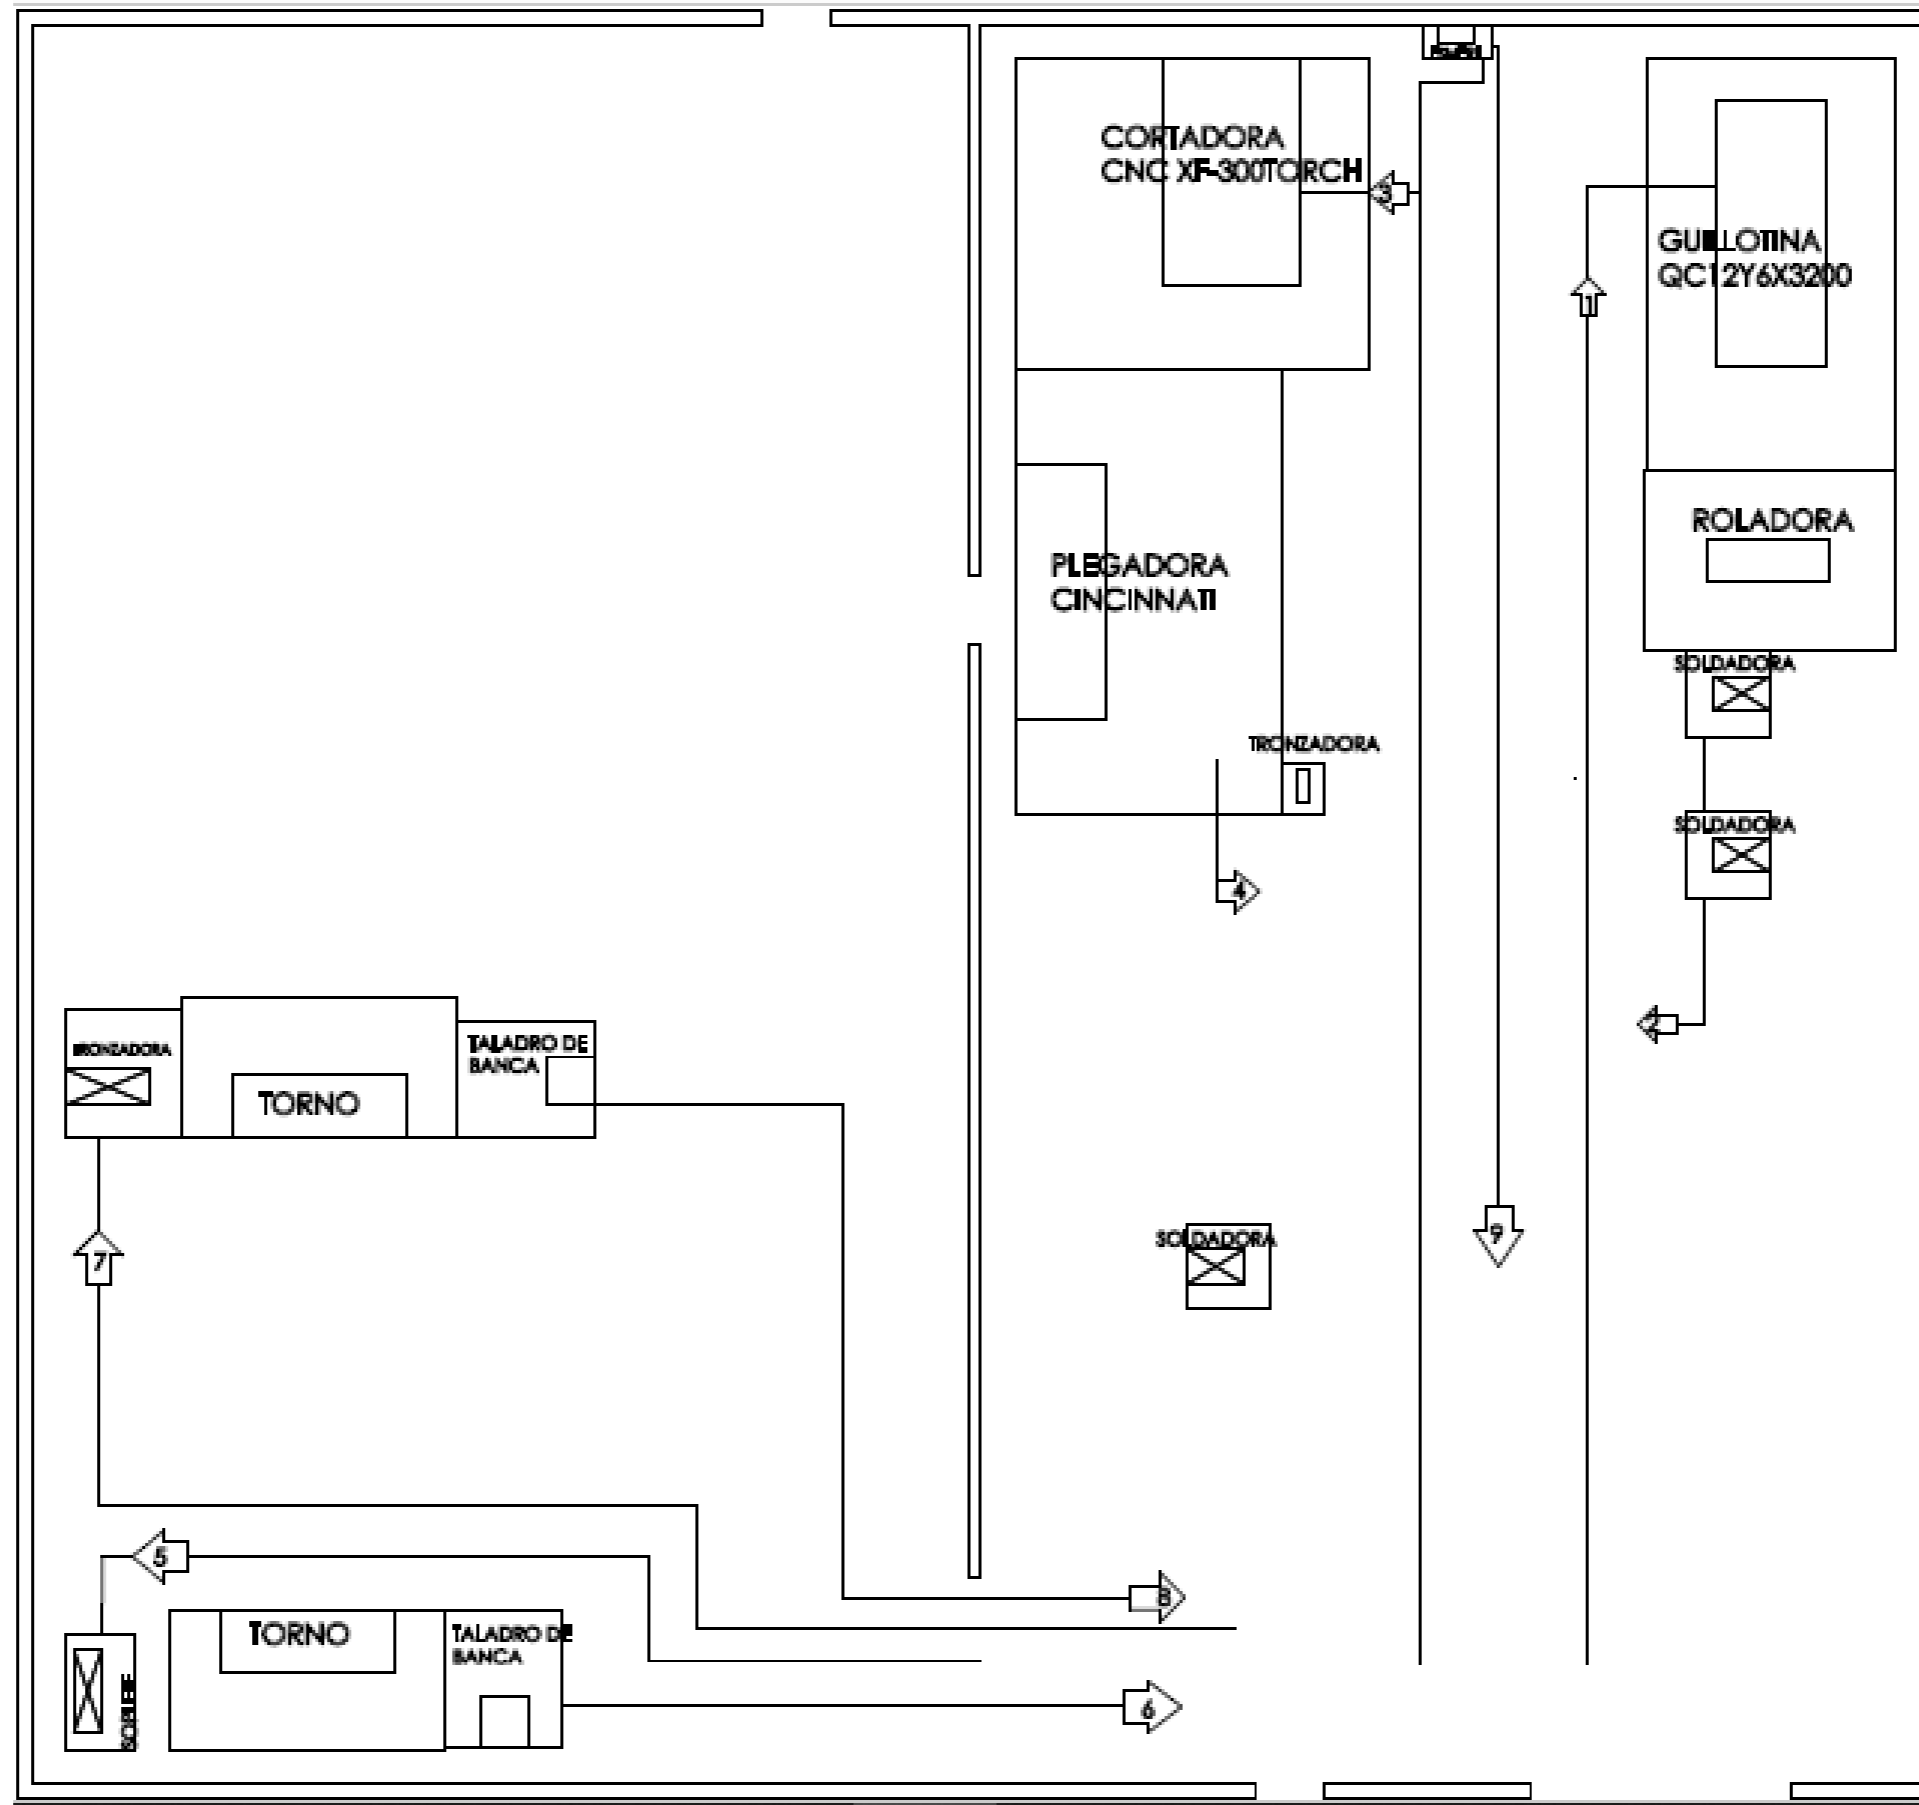 CORTADORA
CNC XF-300TORCH
3
GUILLOTINA
QC12Y6X3200
1
ROLADORA
PLEGADORA
CINCINNATI
SOLDADORA
TRONZADORA
SOLDADORA
4
2
TALADRO DE
BANCA
TORNO
SOLDADORA
9
7
5
8
TORNO
TALADRO DE
BANCA
6